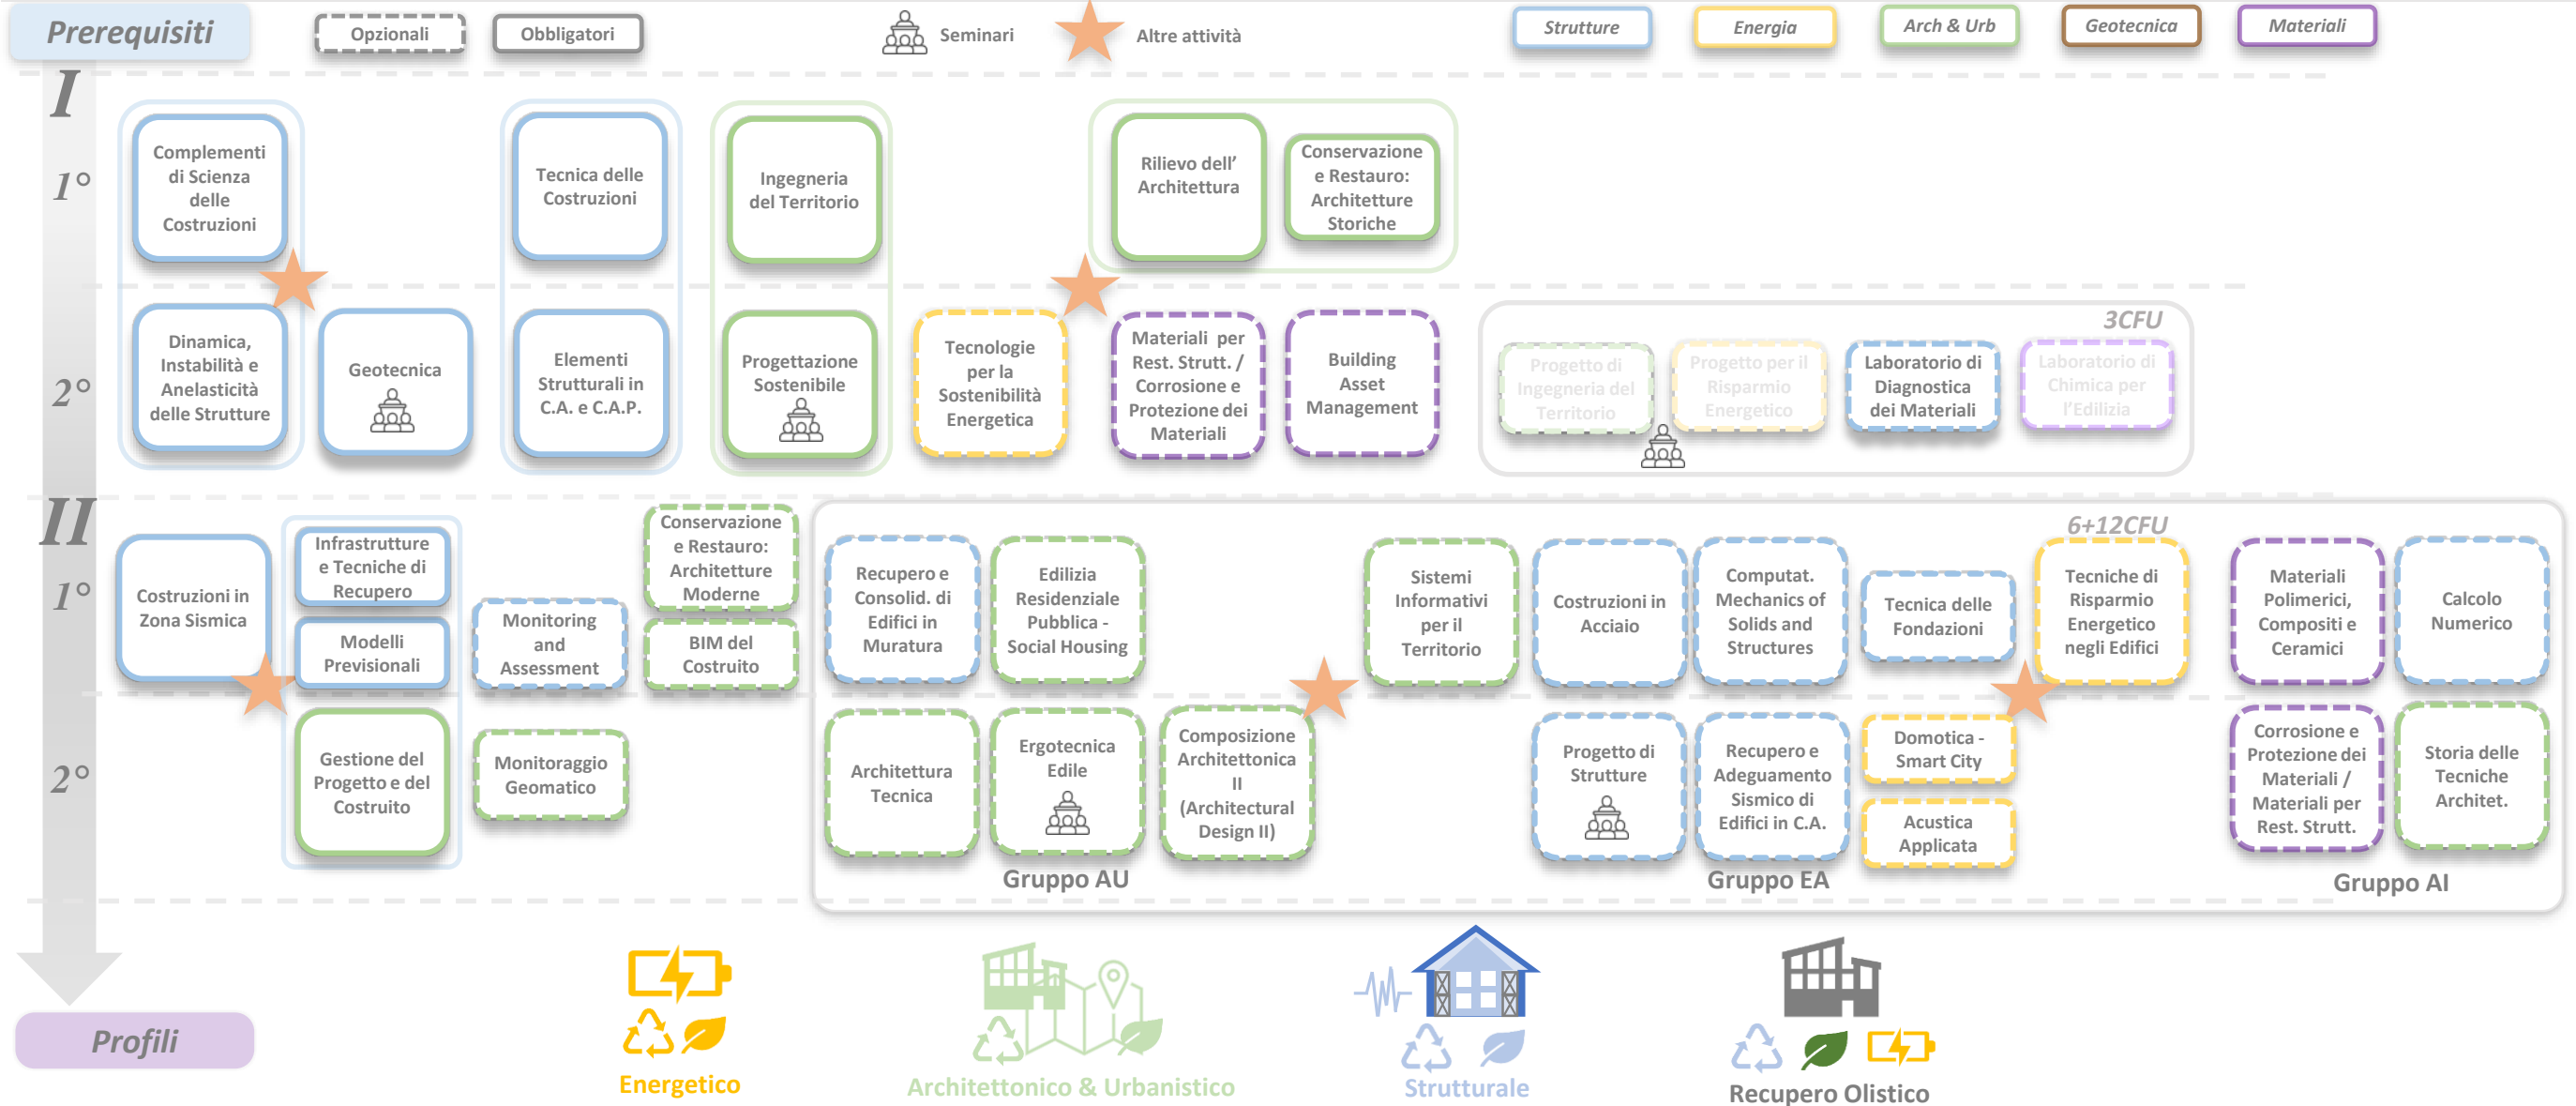 Prerequisiti
Opzionali
Obbligatori
Seminari
Altre attività
Strutture
Energia
Arch & Urb
Geotecnica
Materiali
I
1°
Complementi
di Scienza
delle
Costruzioni
Tecnica delle
Costruzioni
Ingegneria
del Territorio
Rilievo dell'
Architettura
Conservazione
e Restauro:
Architetture
Storiche
2°
Dinamica,
Instabilità e
Anelasticità
delle Strutture
Geotecnica
Elementi
Strutturali in
C.A. e C.A.P.
Progettazione
Sostenibile
Tecnologie
per la
Sostenibilità
Energetica
Materiali per
Rest. Strutt. /
Corrosione e
Protezione dei
Materiali
Building
Asset
Management
3CFU
Progetto di
Ingegneria del
Territorio
Progetto per il
Risparmio
Energetico
Laboratorio di
Diagnostica
dei Materiali
Laboratorio di
Chimica per
l'Edilizia
II
1°
Costruzioni in
Zona Sismica
Infrastrutture
e Tecniche di
Recupero
Modelli
Previsionali
Monitoring
and
Assessment
Conservazione
e Restauro:
Architetture
Moderne
BIM del
Costruito
Recupero e
Consolid. di
Edifici in
Muratura
Edilizia
Residenziale
Pubblica -
Social Housing
Sistemi
Informativi
per il
Territorio
Costruzioni in
Acciaio
Computat.
Mechanics of
Solids and
Structures
Tecnica delle
Fondazioni
6+12CFU
Tecniche di
Risparmio
Energetico
negli Edifici
Materiali
Polimerici,
Compositi e
Ceramici
Calcolo
Numerico
2°
Gestione del
Progetto e del
Costruito
Monitoraggio
Geomatico
Architettura
Tecnica
Ergotecnica
Edile
Composizione
Architettonica
II
(Architectural
Design II)
Progetto di
Strutture
Recupero e
Adeguamento
Sismico di
Edifici in C.A.
Domotica -
Smart City
Acustica
Applicata
Corrosione e
Protezione dei
Materiali /
Materiali per
Rest. Strutt.
Storia delle
Tecniche
Architet.
Gruppo AU
Gruppo EA
Gruppo AI
Profili
Energetico
Architettonico & Urbanistico
Strutturale
Recupero Olistico